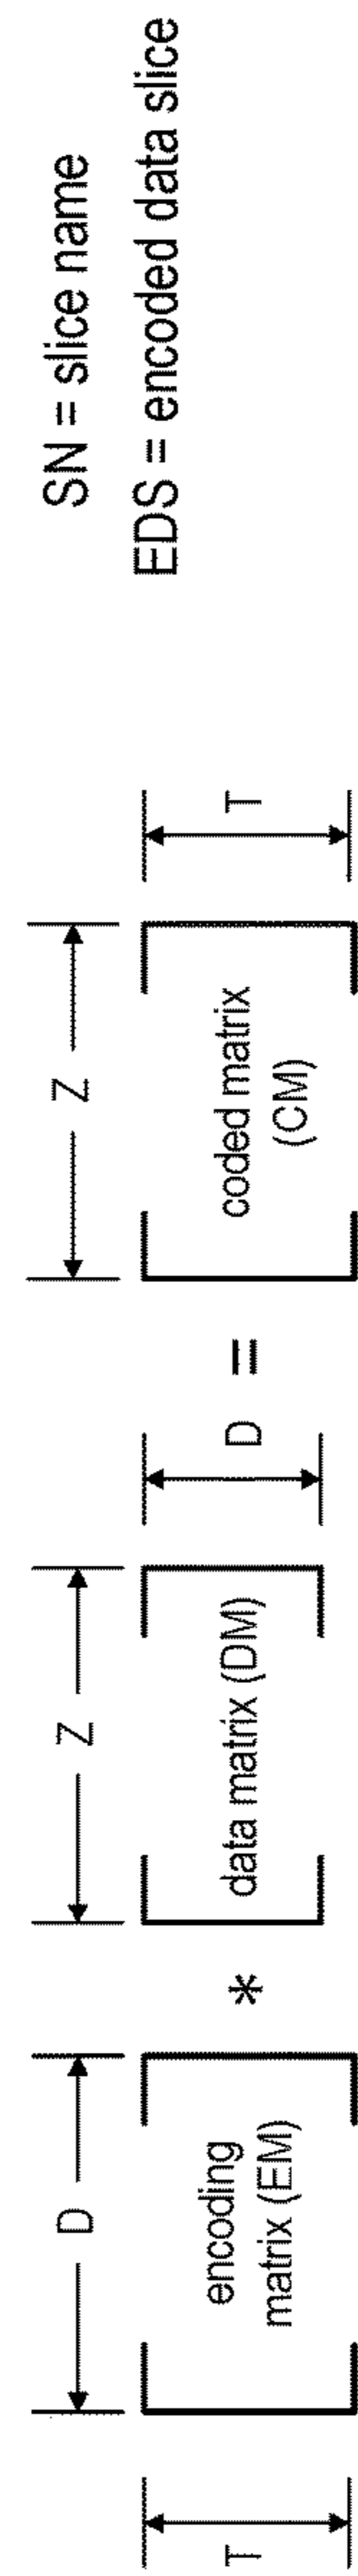 SN = slice name
EDS = encoded data slice
T
D
encoding
matrix (EM)
*
Z
data matrix (DM)
D
=
Z
coded matrix
(CM)
T